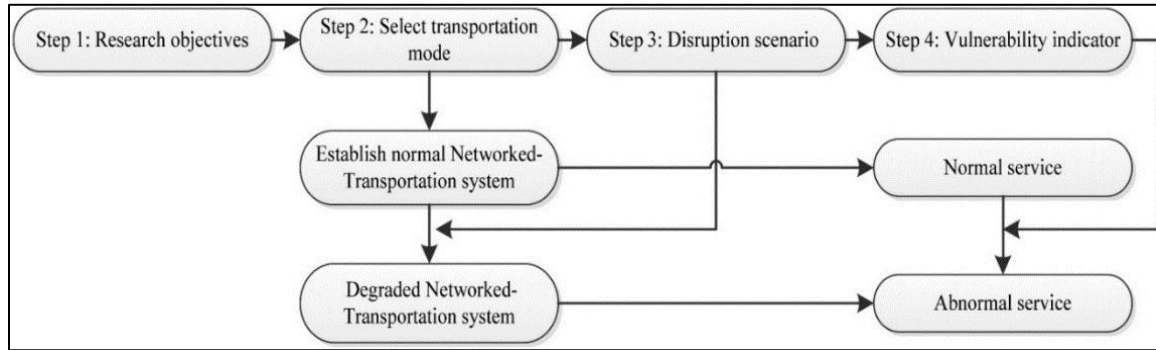 Step 1: Research objectives
Step 2: Select transportation
mode
Step 3: Disruption scenario
Step 4: Vulnerability indicator
Establish normal Networked-
Transportation system
Normal service
Degraded Networked-
Transportation system
Abnormal service